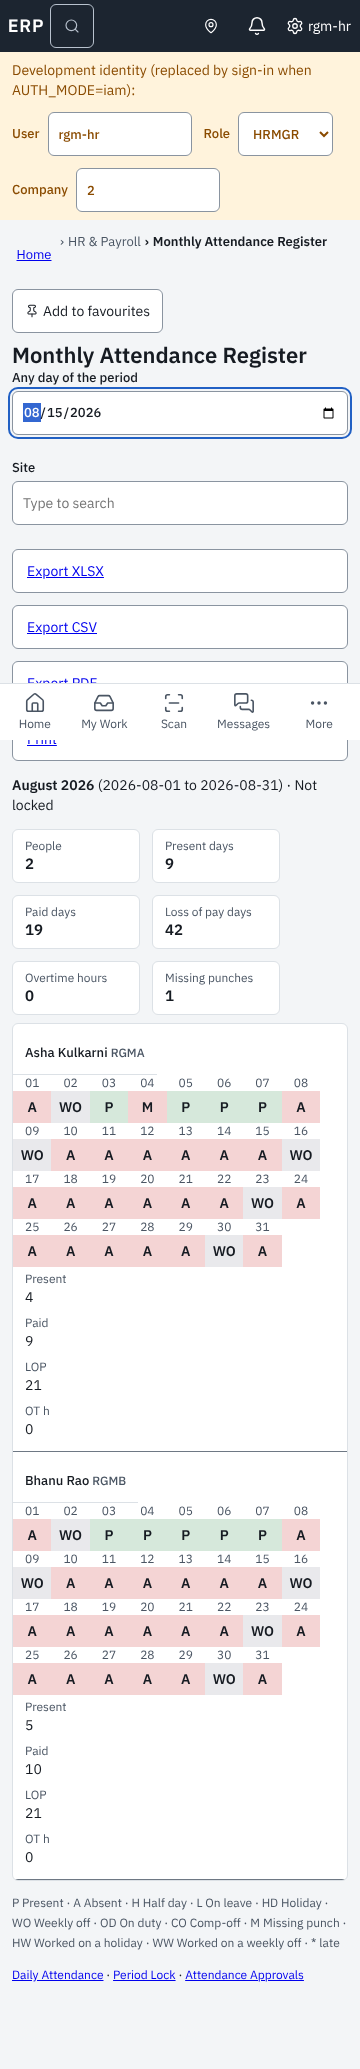 ERP
rgm-hr
Development identity (replaced by sign-in when
AUTH_MODE=iam):
User rgm-hr Role HRMGR
Company 2
Home › HR & Payroll › Monthly Attendance Register
Add to favourites
Monthly Attendance Register
Any day of the period
08/15/2026
Site
Type to search
Export XLSX
Export CSV
Export PDF
Home My Work Scan Messages More
Print
August 2026 (2026-08-01 to 2026-08-31) · Not
locked
People Present days
2 9
Paid days Loss of pay days
19 42
Overtime hours Missing punches
0 1
Asha Kulkarni RGMA
01 02 03 04 05 06 07 08
A WO P M P P P A
09 10 11 12 13 14 15 16
WO A A A A A A WO
17 18 19 20 21 22 23 24
A A A A A A WO A
25 26 27 28 29 30 31
A A A A A WO A
Present
4
Paid
9
LOP
21
OT h
0
Bhanu Rao RGMB
01 02 03 04 05 06 07 08
A WO P P P P P A
09 10 11 12 13 14 15 16
WO A A A A A A WO
17 18 19 20 21 22 23 24
A A A A A A WO A
25 26 27 28 29 30 31
A A A A A WO A
Present
5
Paid
10
LOP
21
OT h
0
P Present · A Absent · H Half day · L On leave · HD Holiday ·
WO Weekly off · OD On duty · CO Comp-off · M Missing punch ·
HW Worked on a holiday · WW Worked on a weekly off · * late
Daily Attendance · Period Lock · Attendance Approvals